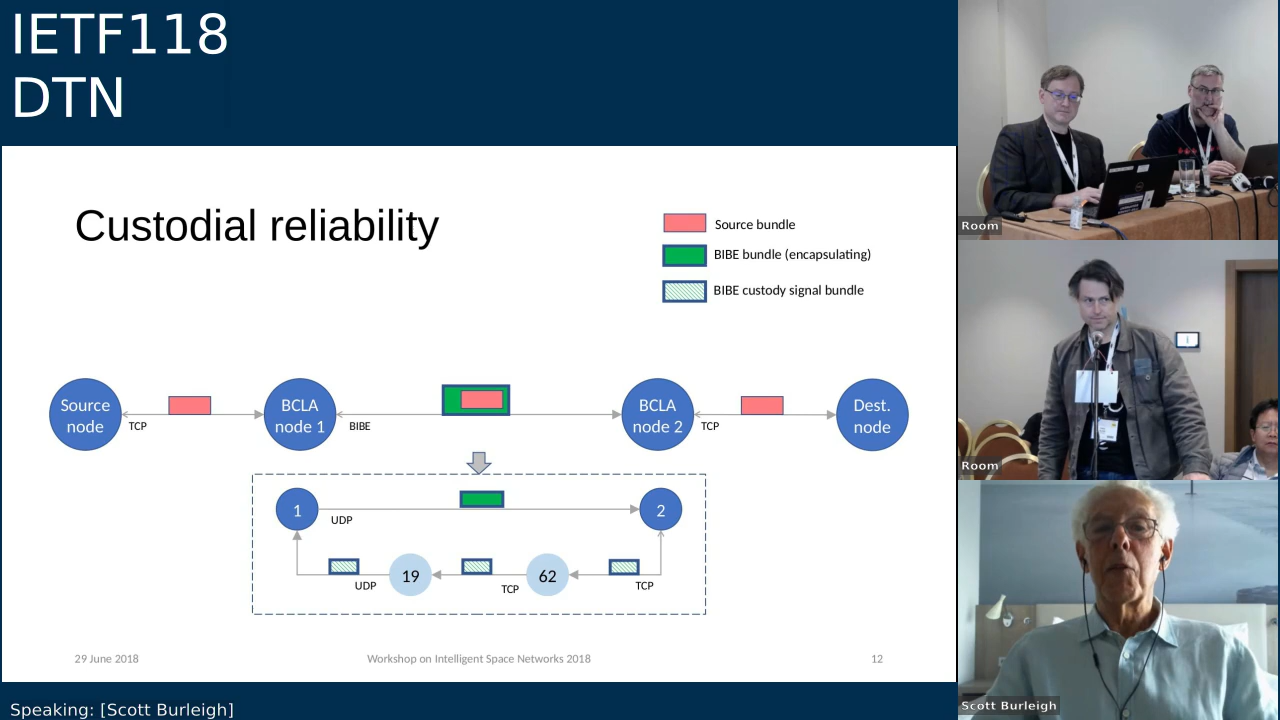 IETF118
DTN
Custodial reliability
Source bundle
BIBE bundle (encapsulating)
BIBE custody signal bundle
Source
node
TCP
BCLA
node 1
BIBE
BCLA
node 2
TCP
Dest.
node
1
UDP
2
UDP
19
TCP
62
TCP
29 June 2018
Workshop on Intelligent Space Networks 2018
12
Speaking: [Scott Burleigh]
Room
Room
Scott Burleigh